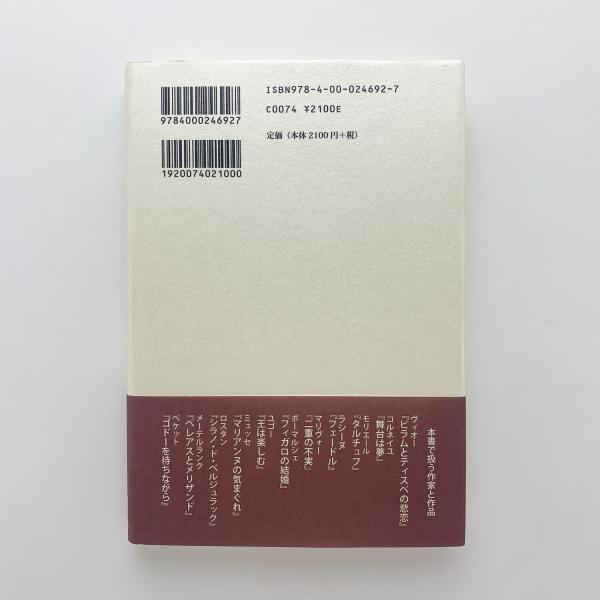 9784000246927
ISBN978-4-00-024692-7
C0074 ¥2100E
定価（本体2100円＋税）
1920074021000
本書で扱う作家と作品
ヴィオー
『ピラムとティスベの悲恋』
コルネイユ
『舞台は夢』
モリエール
『タルチュフ』
ラシーヌ
『フェードル』
マリヴォー
『二重の不実』
ボーマルシェ
『フィガロの結婚』
ユゴー
『王は楽しむ』
ミュッセ
『マリアンヌの気まぐれ』
ロスタン
『シラノ・ド・ベルジュラック』
メーテルランク
『ペレアスとメリザンド』
ベケット
『ゴドーを待ちながら』